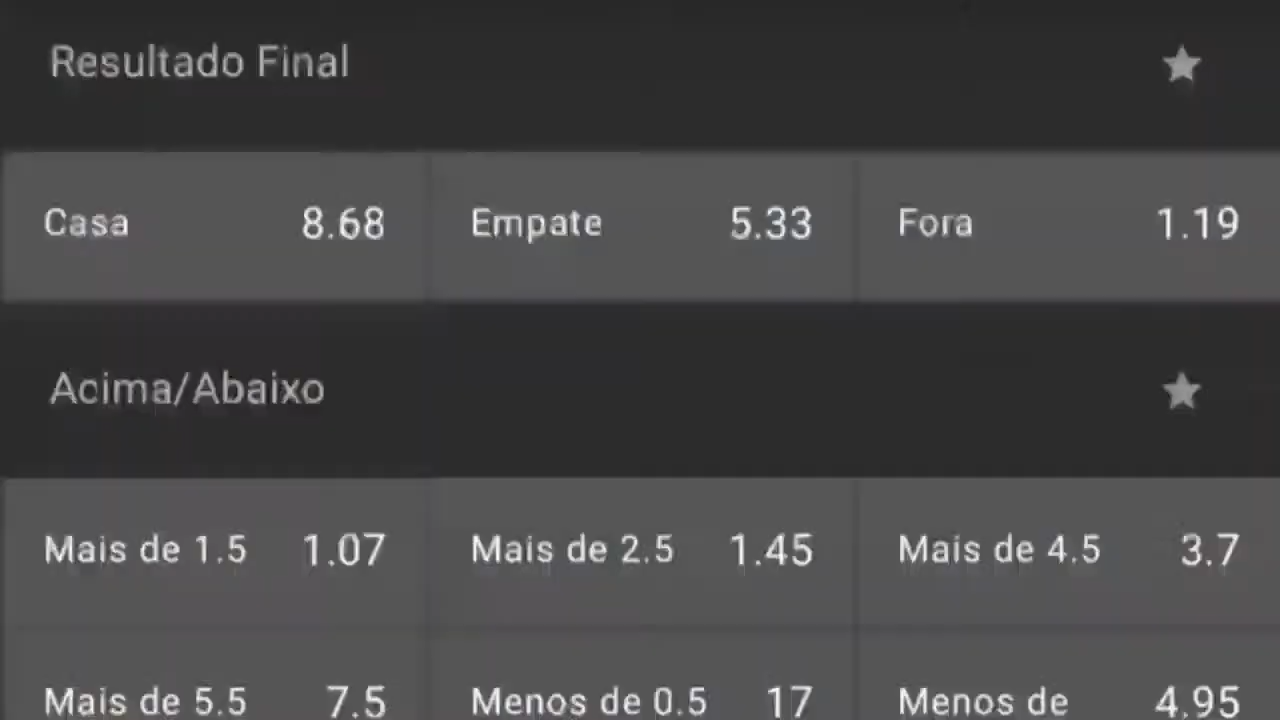 Resultado Final
Casa 8.68 Empate 5.33 Fora 1.19
Acima/Abaixo
Mais de 1.5 1.07 Mais de 2.5 1.45 Mais de 4.5 3.7
Mais de 5.5 7.5 Menos de 0.5 17 Menos de 4.95